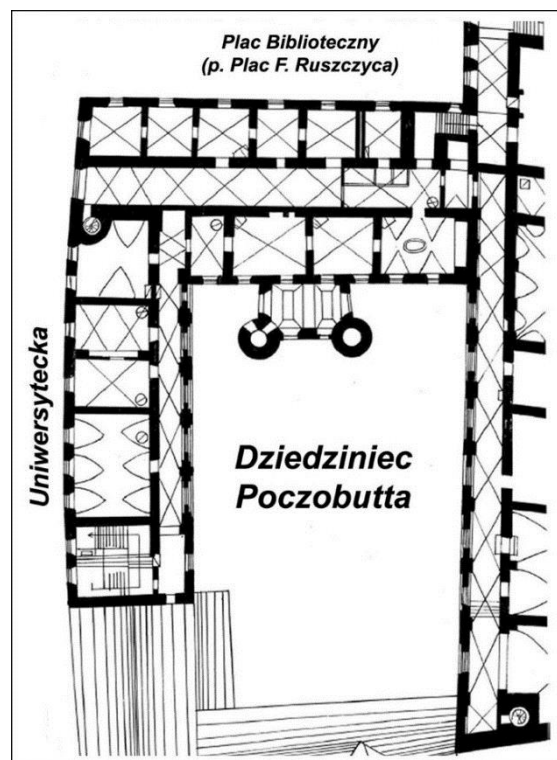 Plac Biblioteczny
(p. Plac F. Ruszczyca)
Uniwersytecka
Dziedziniec
Poczobutta